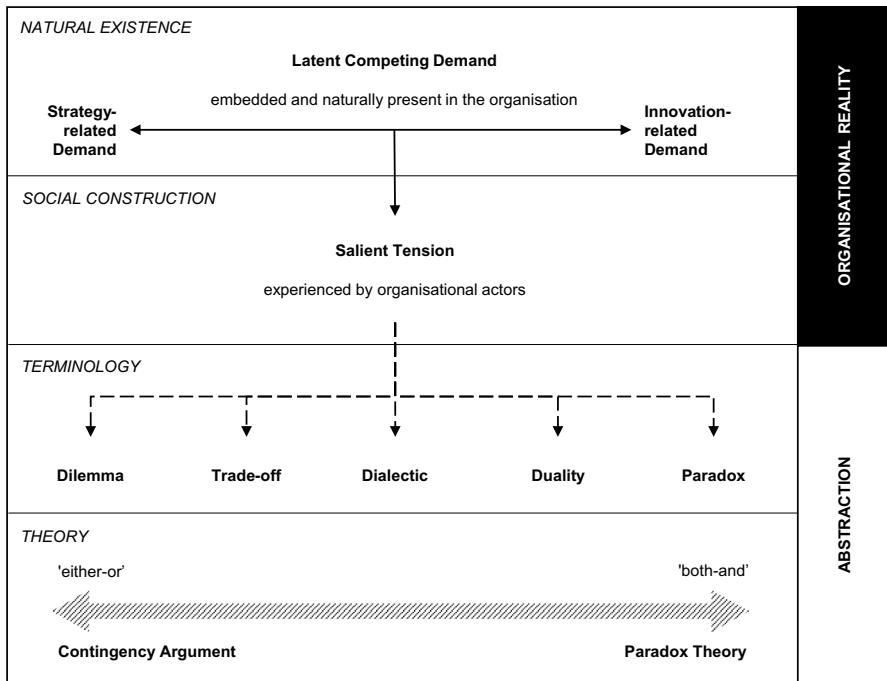 NATURAL EXISTENCE
Latent Competing Demand
embedded and naturally present in the organisation
Strategy-
related
Demand
Innovation-
related
Demand
SOCIAL CONSTRUCTION
Salient Tension
experienced by organisational actors
ORGANISATIONAL REALITY
TERMINOLOGY
Dilemma
Trade-off
Dialectic
Duality
Paradox
THEORY
'either-or’
'both-and’
Contingency Argument
Paradox Theory
ABSTRACTION